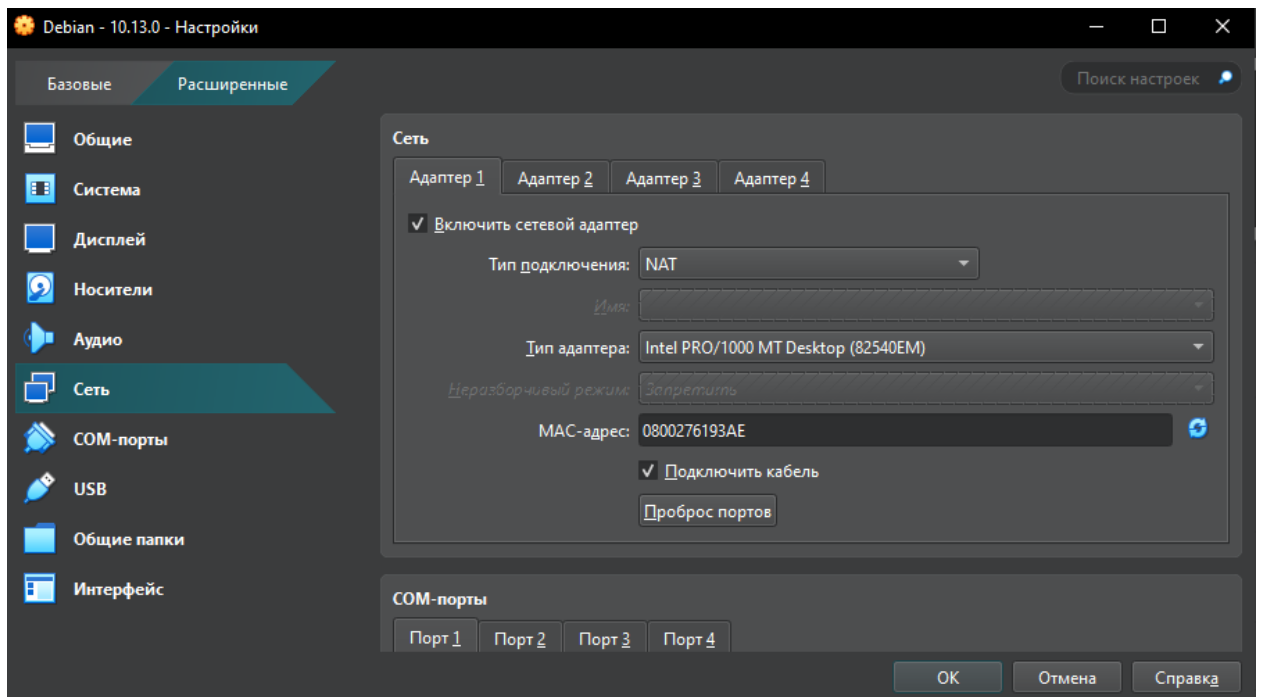 Debian - 10.13.0 - Настройки
Базовые
Расширенные
Поиск настроек
Общие
Система
Дисплей
Носители
Аудио
Сеть
COM-порты
USB
Общие папки
Интерфейс
Сеть
Адаптер 1
Адаптер 2
Адаптер 3
Адаптер 4
Включить сетевой адаптер
Тип подключения: NAT
Имя:
Тип адаптера: Intel PRO/1000 MT Desktop (82540EM)
Неразборчивый режим: Запретить
MAC-адрес: 0800276193AE
Подключить кабель
Проброс портов
COM-порты
Порт 1
Порт 2
Порт 3
Порт 4
OK
Отмена
Справка